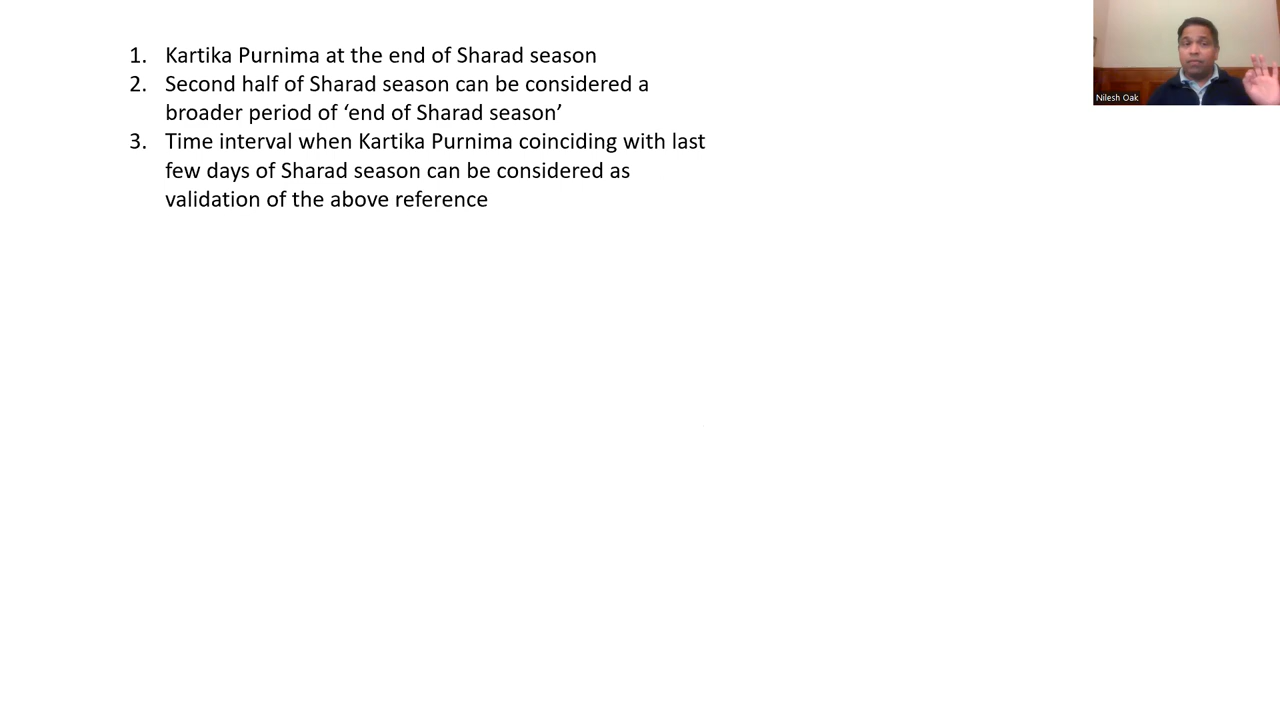 1. Kartika Purnima at the end of Sharad season
2. Second half of Sharad season can be considered a
broader period of ‘end of Sharad season’
3. Time interval when Kartika Purnima coinciding with last
few days of Sharad season can be considered as
validation of the above reference
Nilesh Oak